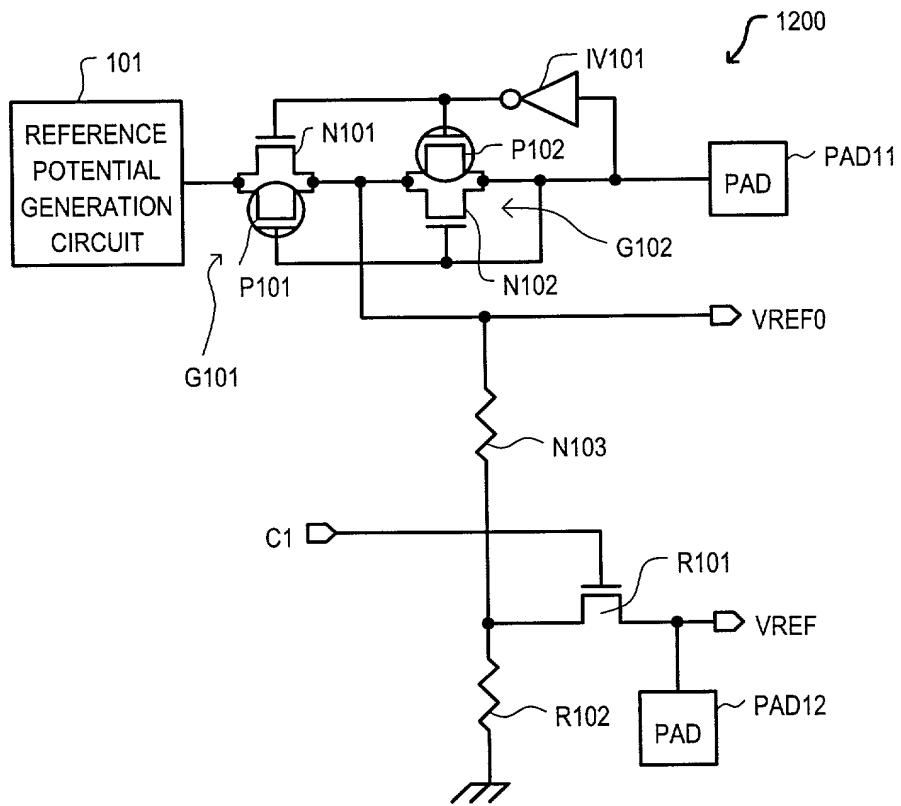 1200
101
IV101
REFERENCE
POTENTIAL
GENERATION
CIRCUIT
N101
P102
PAD
PAD11
P101
N102
G102
G101
VREF0
N103
C1
R101
VREF
R102
PAD
PAD12